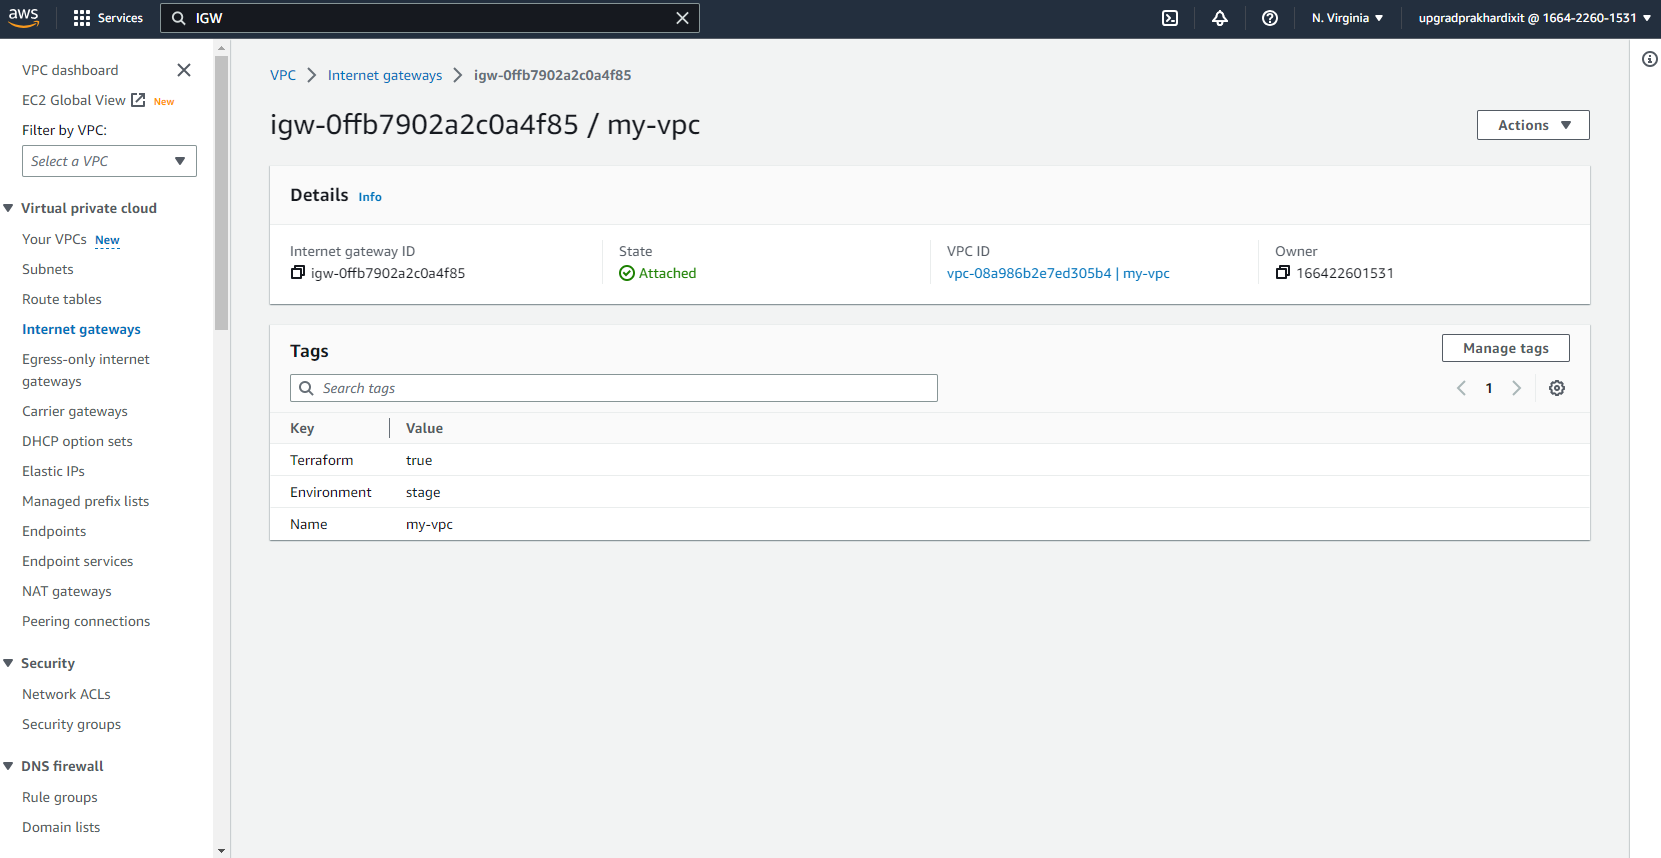 aws Services IGW N. Virginia upgradprakhardixit @ 1664-2260-1531
VPC dashboard
EC2 Global View New
Filter by VPC:
Select a VPC
Virtual private cloud
Your VPCs New
Subnets
Route tables
Internet gateways
Egress-only internet
gateways
Carrier gateways
DHCP option sets
Elastic IPs
Managed prefix lists
Endpoints
Endpoint services
NAT gateways
Peering connections
Security
Network ACLs
Security groups
DNS firewall
Rule groups
Domain lists
VPC Internet gateways igw-0ffb7902a2c0a4f85
igw-0ffb7902a2c0a4f85 / my-vpc
Actions
Details Info
Internet gateway ID State VPC ID Owner
igw-0ffb7902a2c0a4f85 Attached vpc-08a986b2e7ed305b4 | my-vpc 166422601531
Tags
Manage tags
Search tags
1
Key Value
Terraform true
Environment stage
Name my-vpc